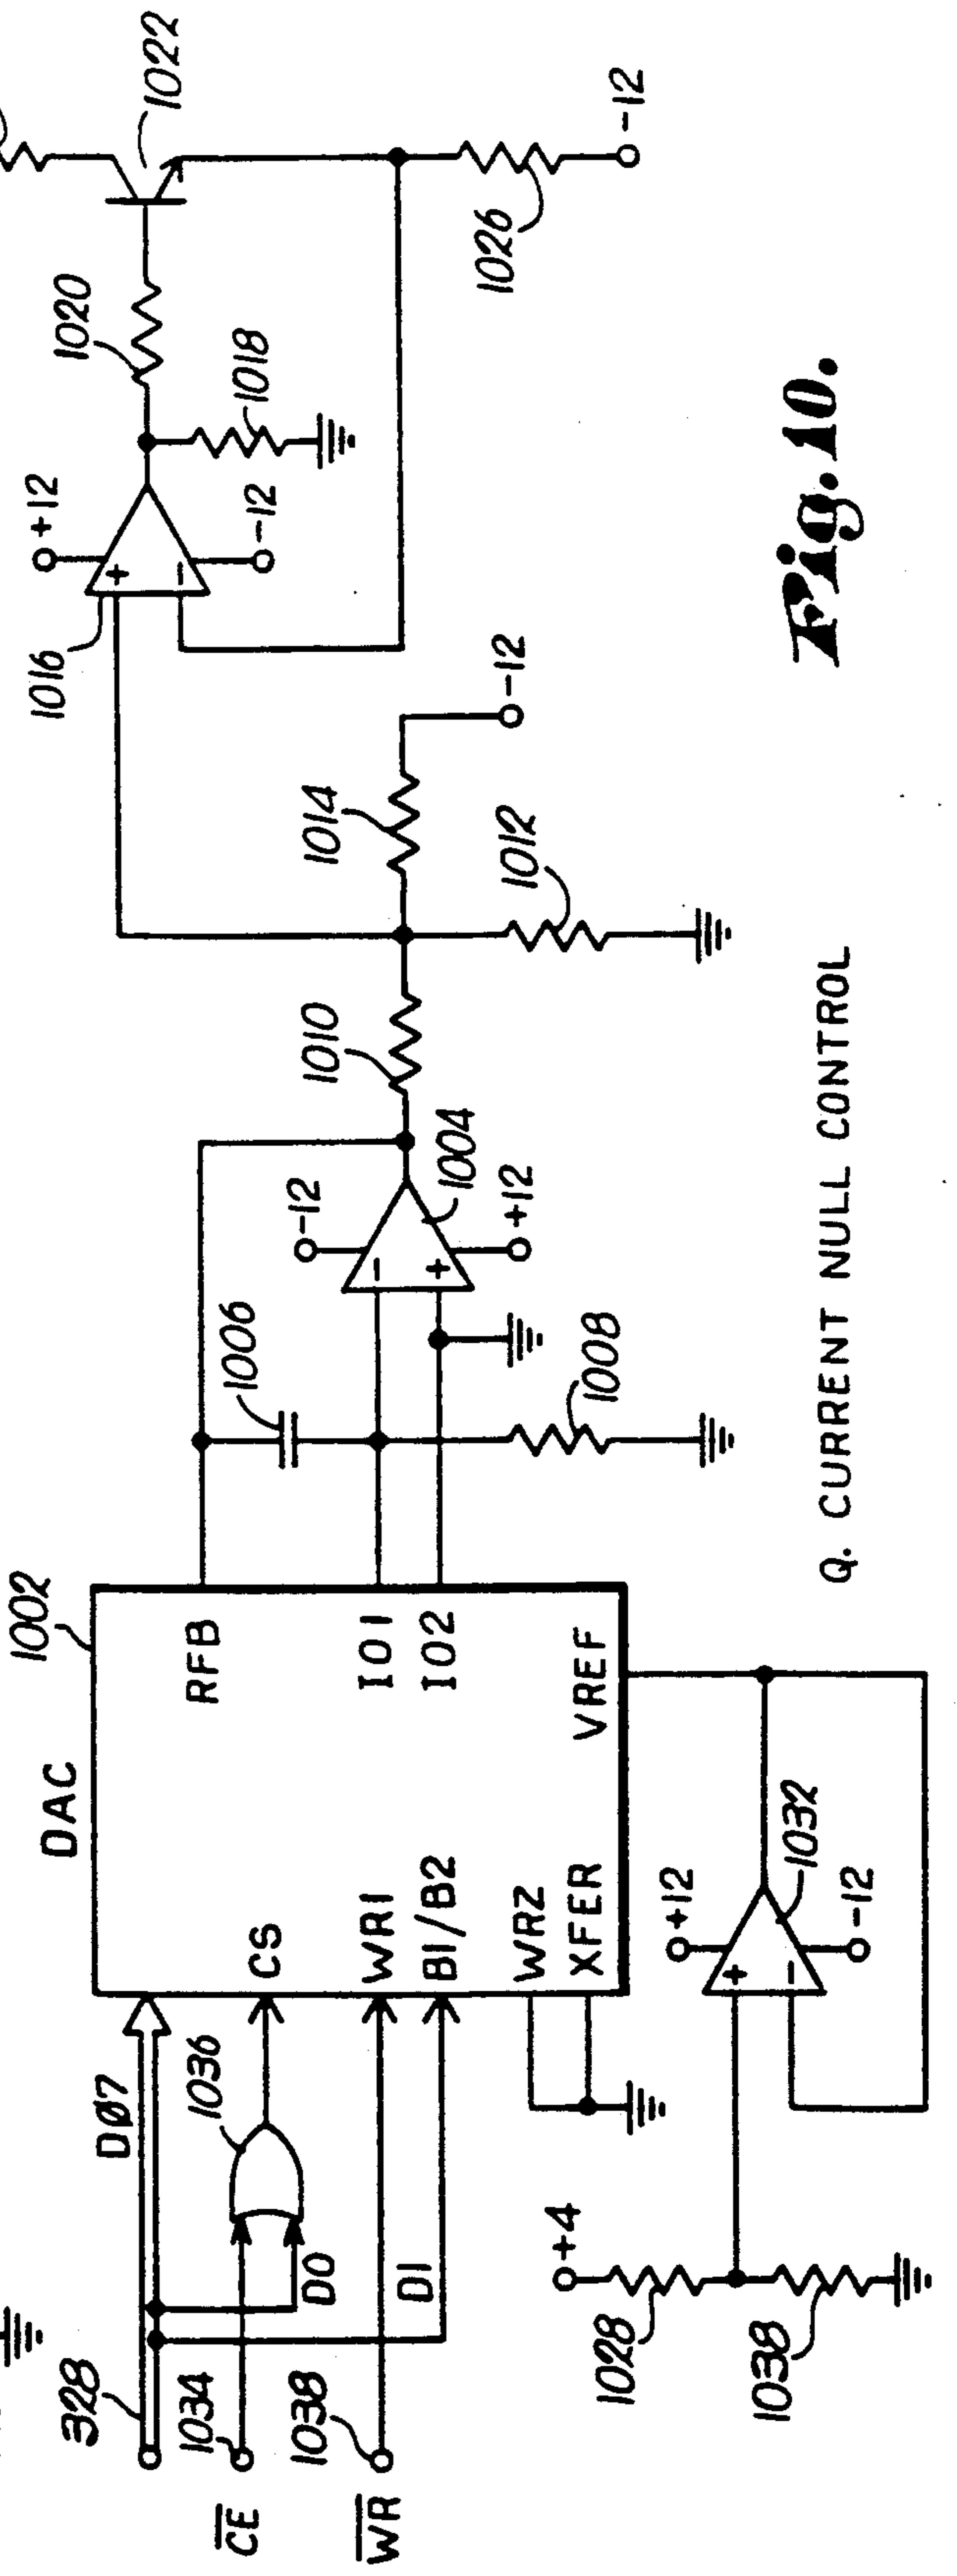 1002
DAC
328
DØ7
1036
CS
RFB
1006
-12
1004
+12
1010
1014
-12
1012
1016
+12
-12
1020
1018
1022
1026
-12
1034
CE
DO
1038
WR
D1
WR1
B1/B2
WR2
XFER
IO1
IO2
VREF
1008
+4
1028
1038
+12
-12
1032
Q. CURRENT NULL CONTROL
Fig. 10.